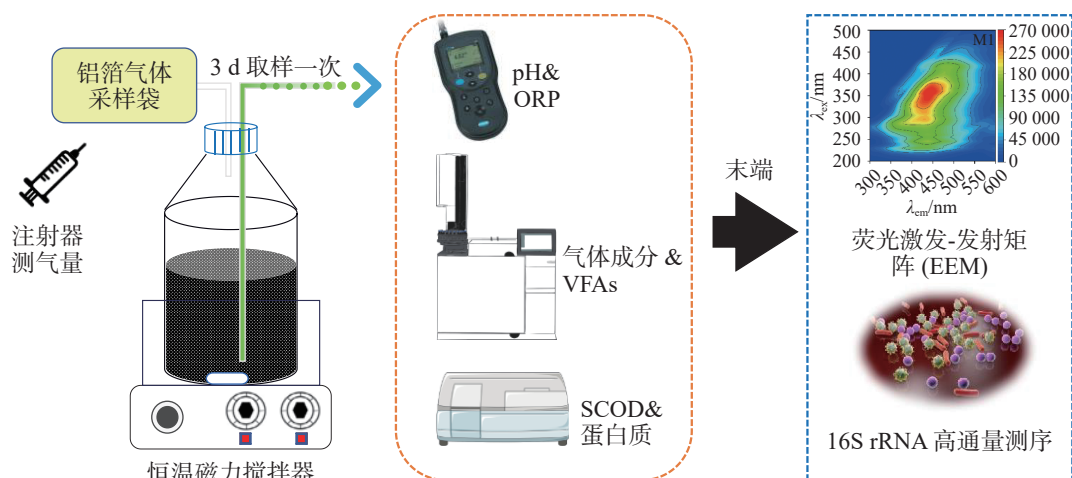 铝箔气体
采样袋
3 d 取样一次
注射器
测气量
恒温磁力搅拌器
pH&
ORP
气体成分 &
VFAs
SCOD&
蛋白质
末端
M1
λex/nm
500
450
400
350
300
250
200
300
350
400
450
500
550
600
λem/nm
270 000
225 000
180 000
135 000
90 000
45 000
0
荧光激发-发射矩
阵 (EEM)
16S rRNA 高通量测序